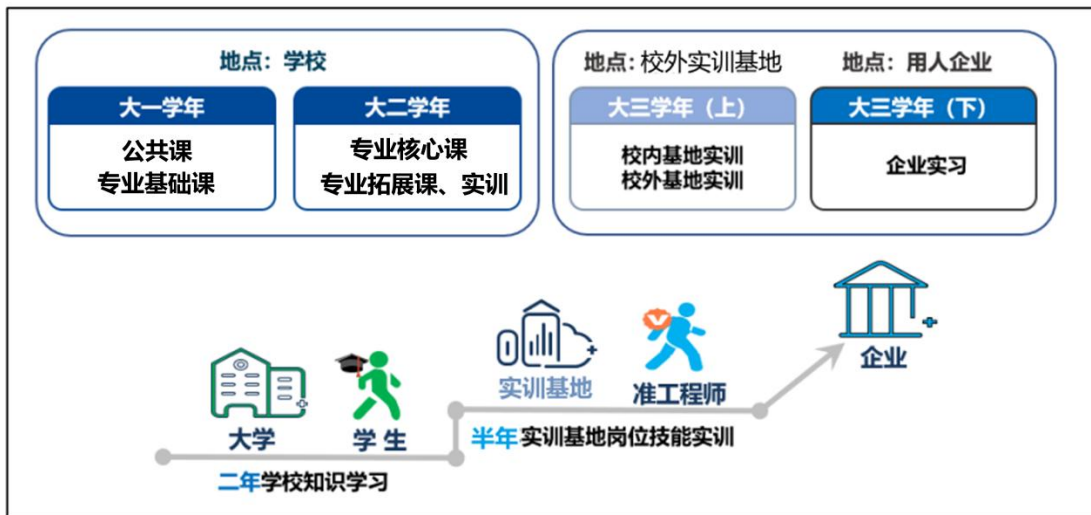 地点：学校
大一学年
公共课
专业基础课
大二学年
专业核心课
专业拓展课、实训
地点：校外实训基地
大三学年（上）
校内基地实训
校外基地实训
地点：用人企业
大三学年（下）
企业实习
大学
学生
二年学校知识学习
实训基地
准工程师
半年实训基地岗位技能实训
企业